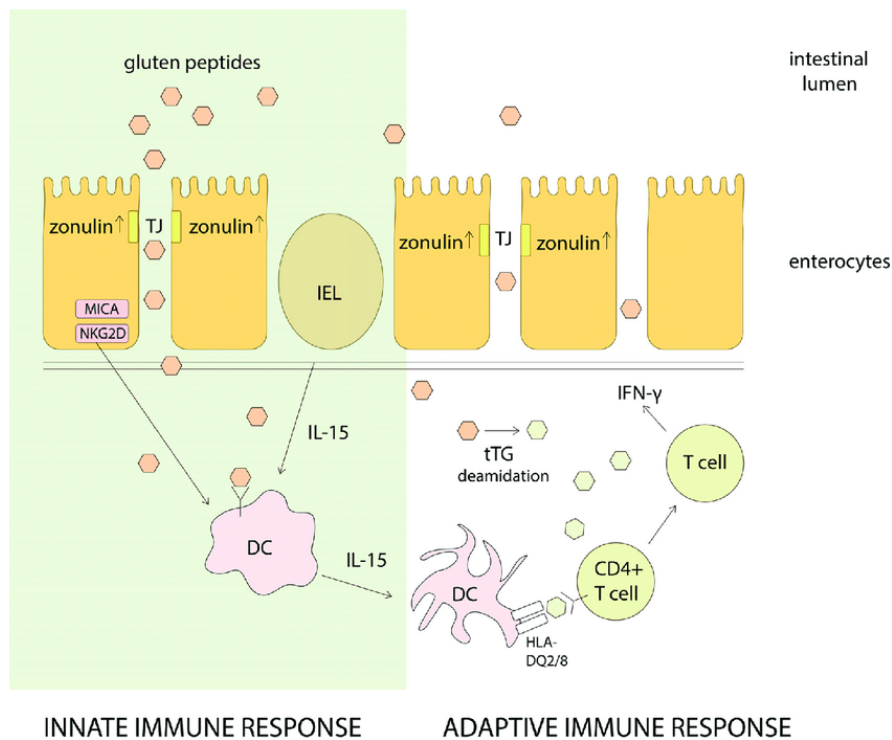 gluten peptides
intestinal
lumen
zonulin↑
TJ
zonulin↑
zonulin↑
TJ
zonulin↑
IEL
enterocytes
MICA
NKG2D
IL-15
IFN-γ
tTG
deamidation
T cell
DC
IL-15
DC
CD4+
T cell
HLA-
DQ2/8
INNATE IMMUNE RESPONSE
ADAPTIVE IMMUNE RESPONSE